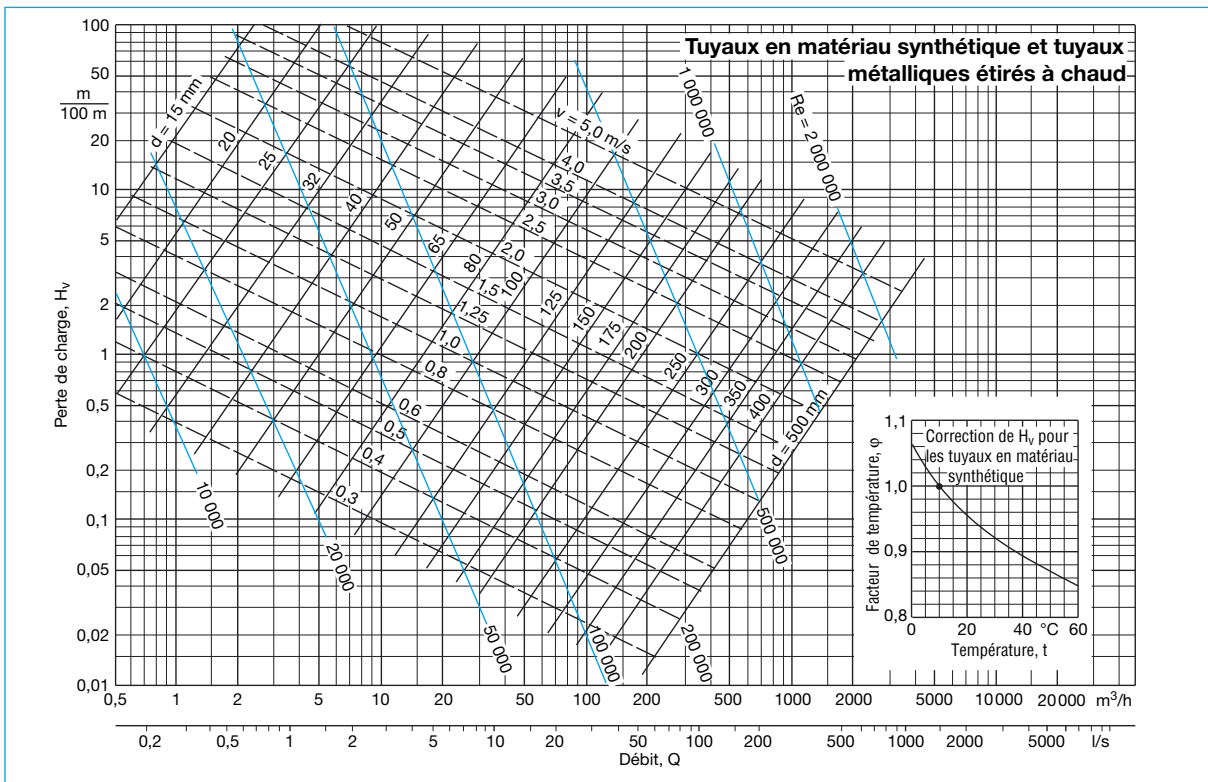 Tuyaux en matériau synthétique et tuyaux
métalliques étirés à chaud
Perte de charge, Hv
m
100 m
100
50
20
10
5
2
1
0,5
0,2
0,1
0,05
0,02
0,01
d = 15 mm
20
25
32
40
50
65
80
100
125
150
175
200
250
300
350
400
d = 500 mm
v = 5,0 m/s
4,0
3,5
3,0
2,5
2,0
1,5
1,25
1,0
0,8
0,6
0,5
0,4
0,3
1 000 000
Re = 2 000 000
10 000
20 000
50 000
100 000
200 000
500 000
Correction de Hv pour
les tuyaux en matériau
synthétique
Facteur de température, φ
1,1
1,0
0,9
0,8
0 20 40 °C 60
Température, t
0,5 1 2 5 10 20 50 100 200 500 1000 2000 5000 10 000 20 000 m³/h
0,2 0,5 1 2 5 10 20 50 100 200 500 1000 2000 5000 l/s
Débit, Q